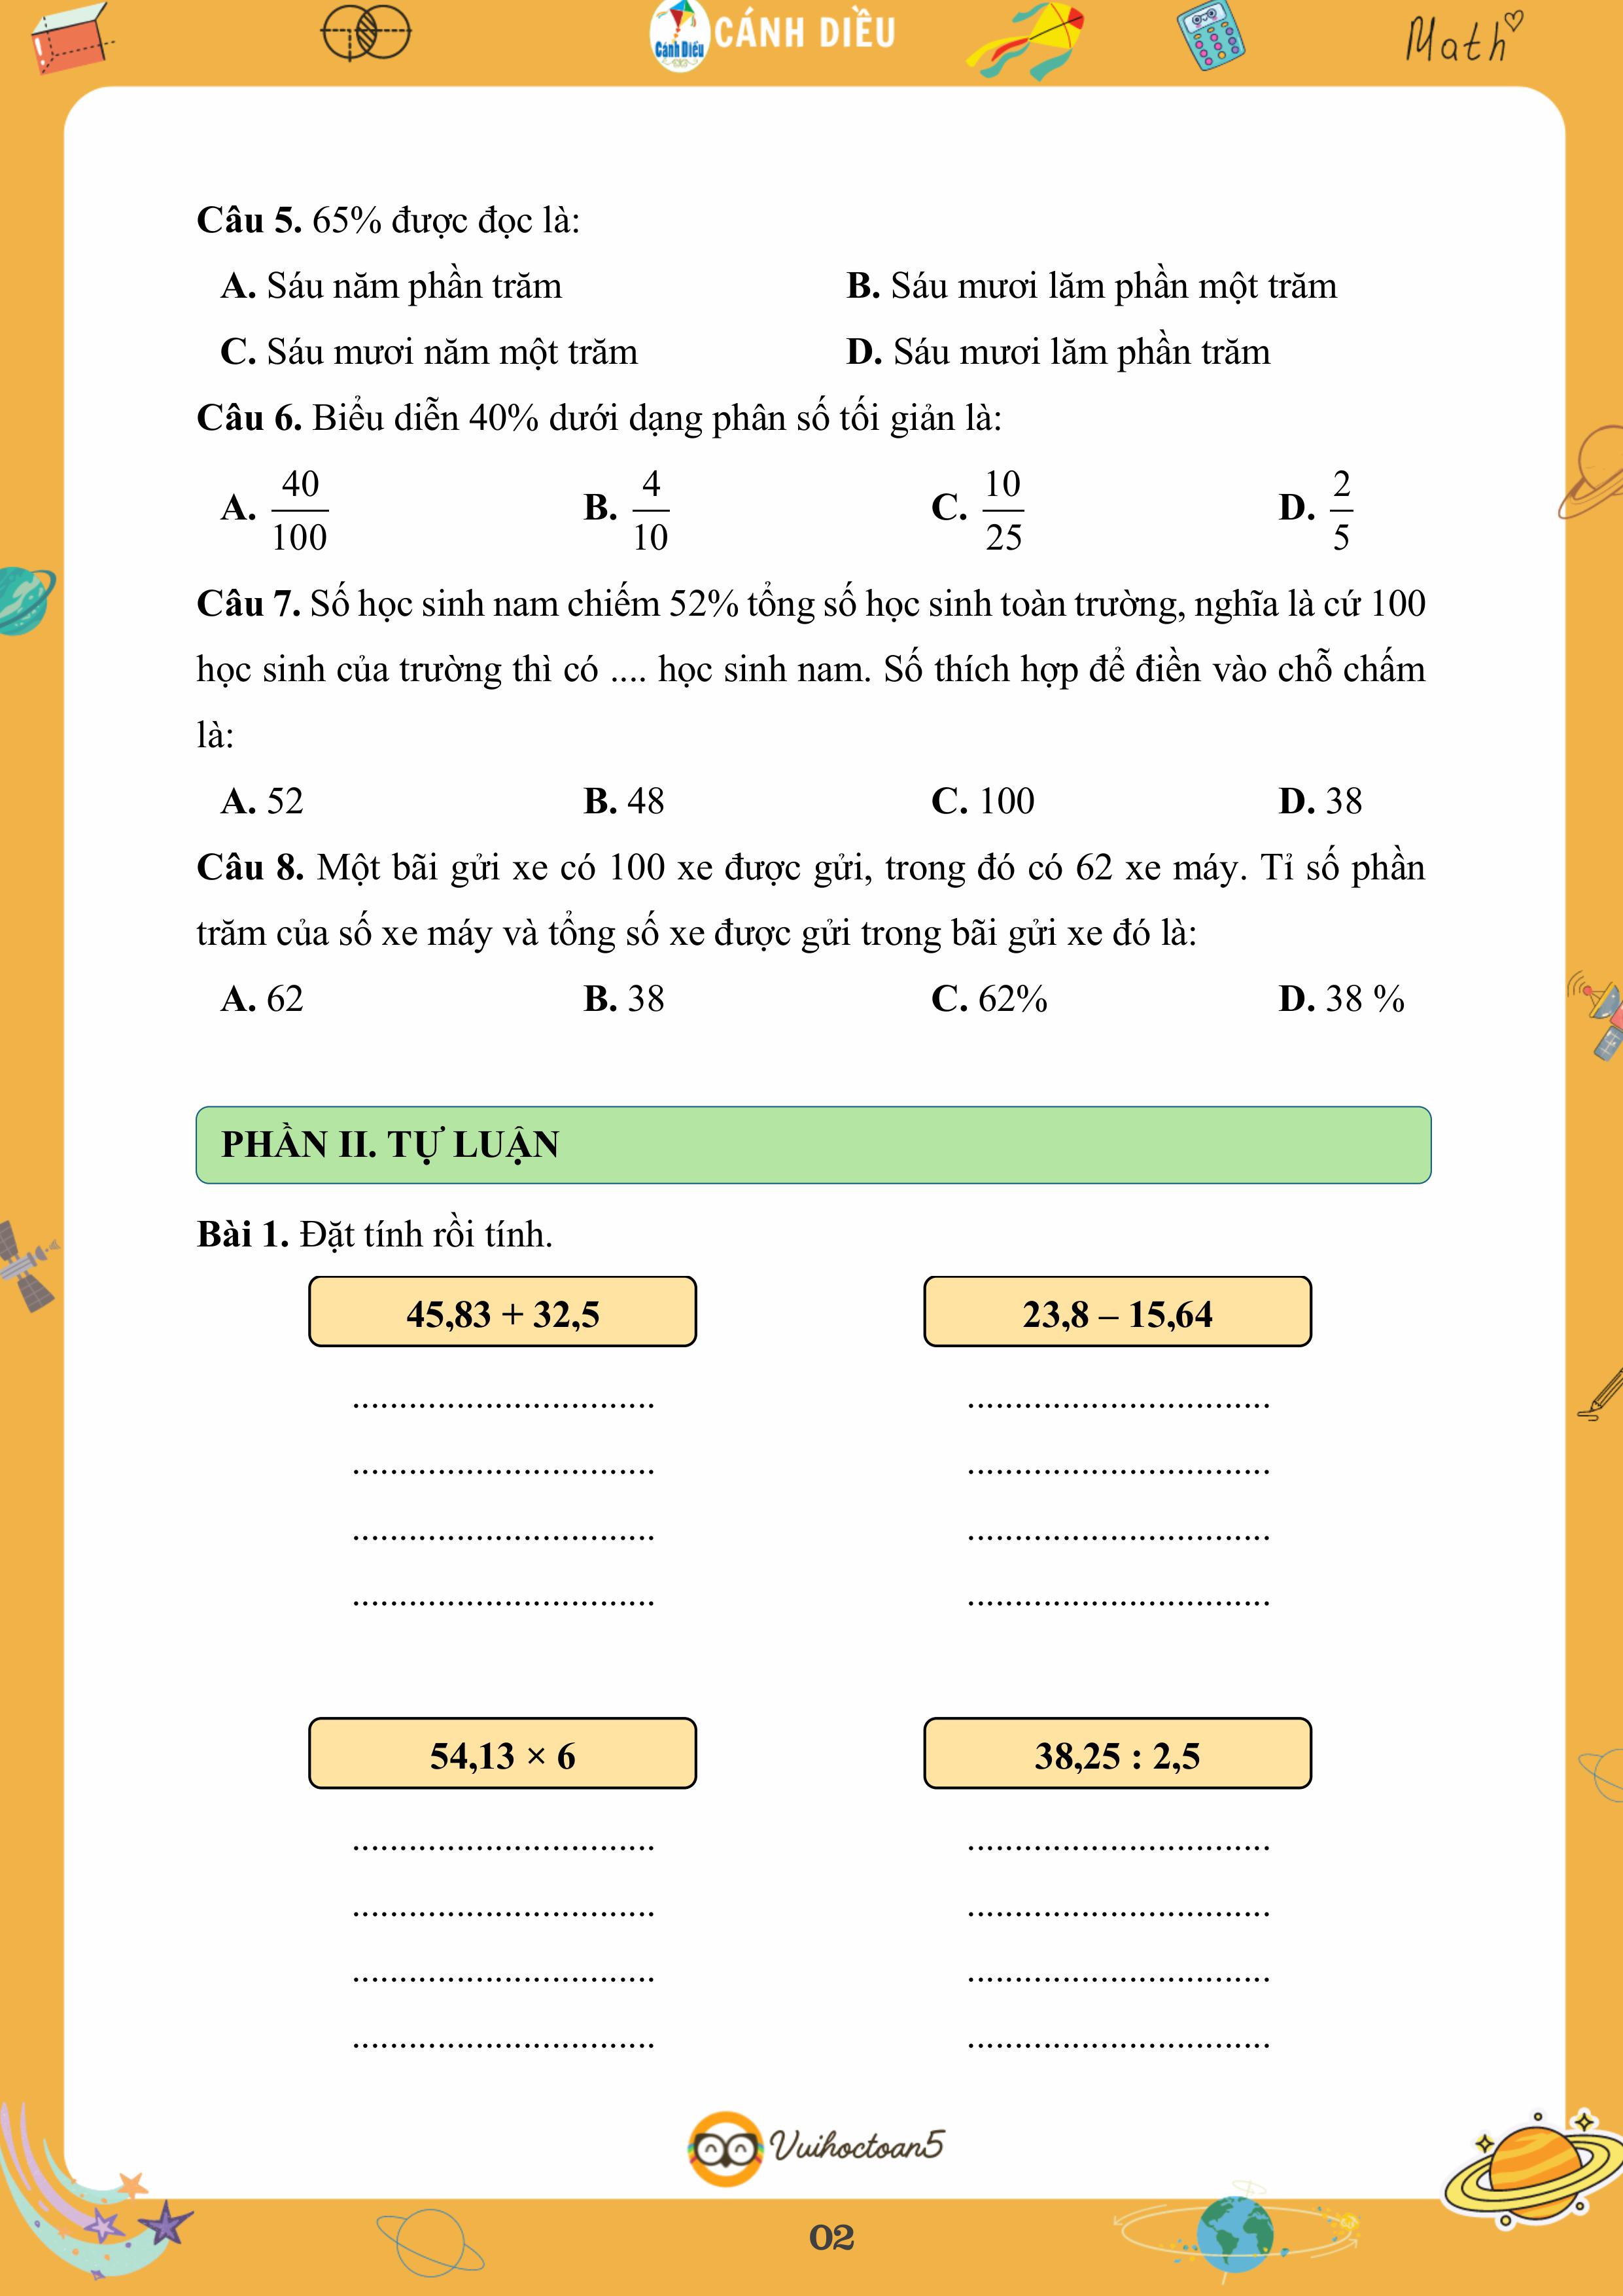 Cánh Diều CÁNH DIỀU Math
Câu 5. 65% được đọc là:
A. Sáu năm phần trăm B. Sáu mươi lăm phần một trăm
C. Sáu mươi năm một trăm D. Sáu mươi lăm phần trăm
Câu 6. Biểu diễn 40% dưới dạng phân số tối giản là:
A. 40/100 B. 4/10 C. 10/25 D. 2/5
Câu 7. Số học sinh nam chiếm 52% tổng số học sinh toàn trường, nghĩa là cứ 100
học sinh của trường thì có .... học sinh nam. Số thích hợp để điền vào chỗ chấm
là:
A. 52 B. 48 C. 100 D. 38
Câu 8. Một bãi gửi xe có 100 xe được gửi, trong đó có 62 xe máy. Tỉ số phần
trăm của số xe máy và tổng số xe được gửi trong bãi gửi xe đó là:
A. 62 B. 38 C. 62% D. 38 %
PHẦN II. TỰ LUẬN
Bài 1. Đặt tính rồi tính.
45,83 + 32,5 23,8 – 15,64
................................ ................................
................................ ................................
................................ ................................
................................ ................................
54,13 × 6 38,25 : 2,5
................................ ................................
................................ ................................
................................ ................................
................................ ................................
Vuihoctoan5
02